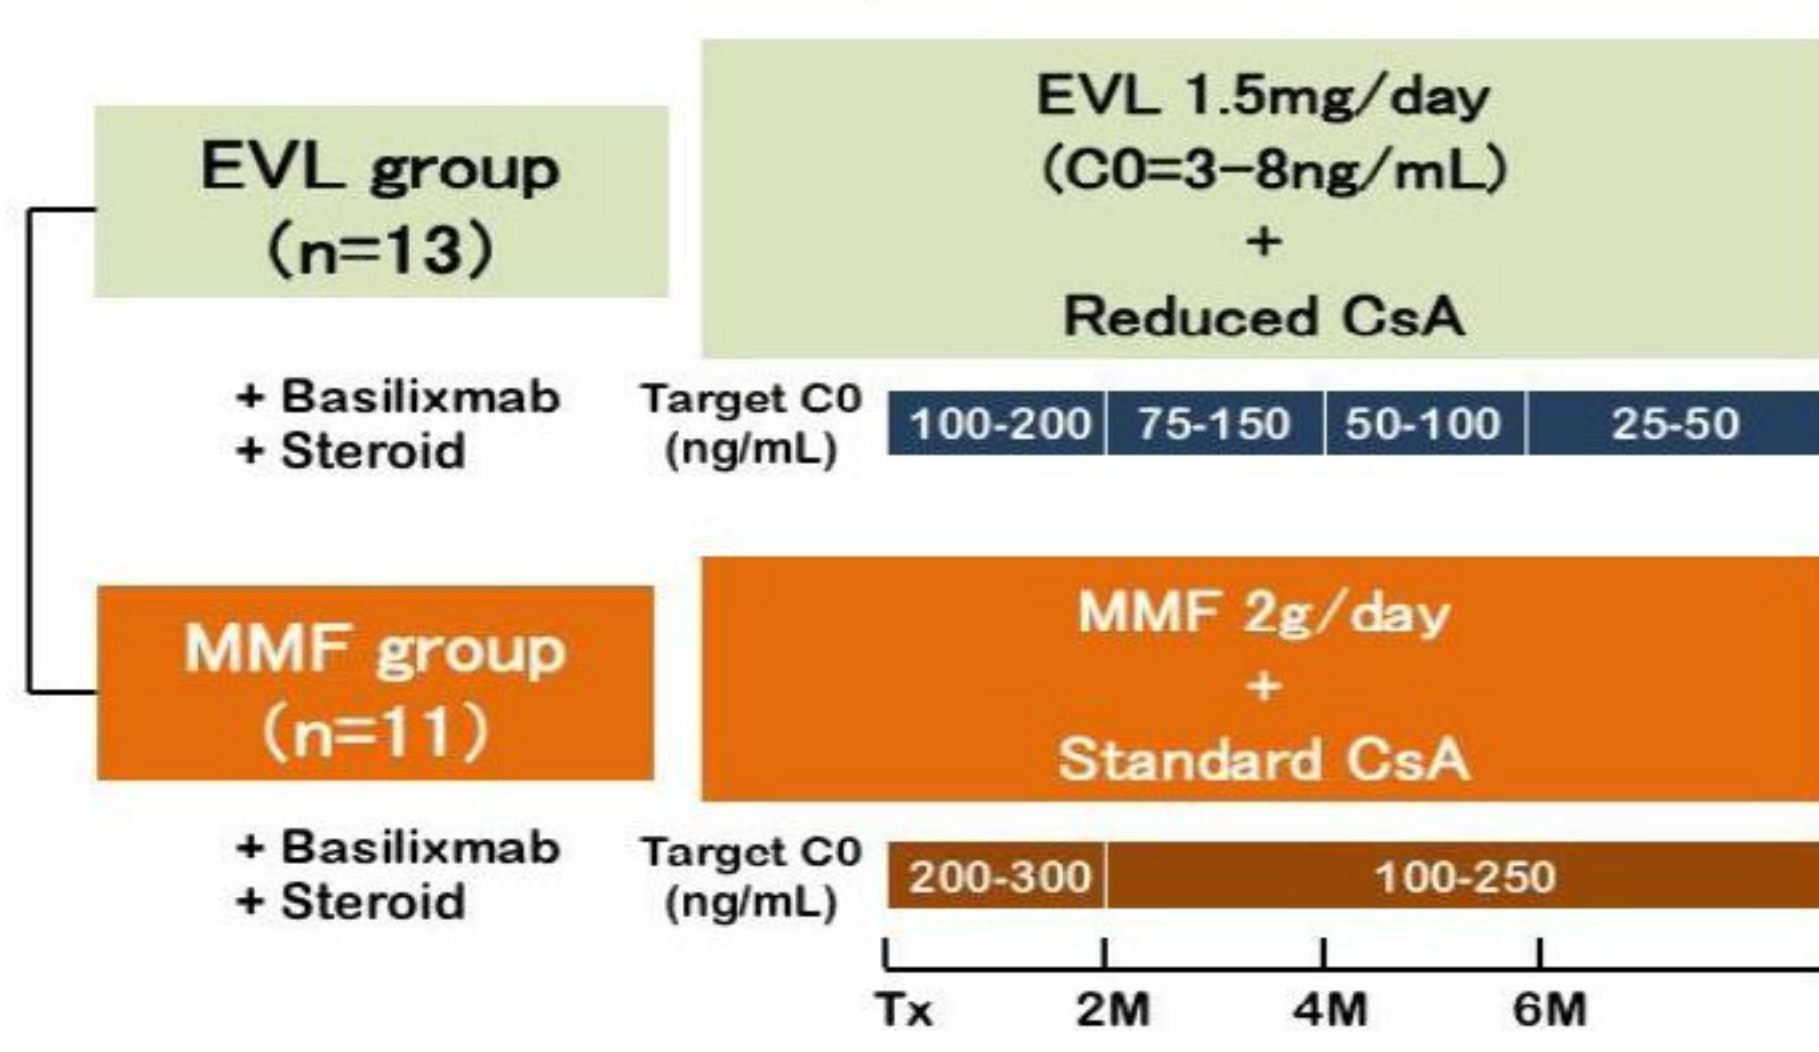 EVL group
(n=13)
EVL 1.5mg/day
(C0=3-8ng/mL)
+
Reduced CsA
+ Basilixmab
+ Steroid
Target C0
(ng/mL)
100-200 75-150 50-100 25-50
MMF group
(n=11)
MMF 2g/day
+
Standard CsA
+ Basilixmab
+ Steroid
Target C0
(ng/mL)
200-300 100-250
Tx 2M 4M 6M